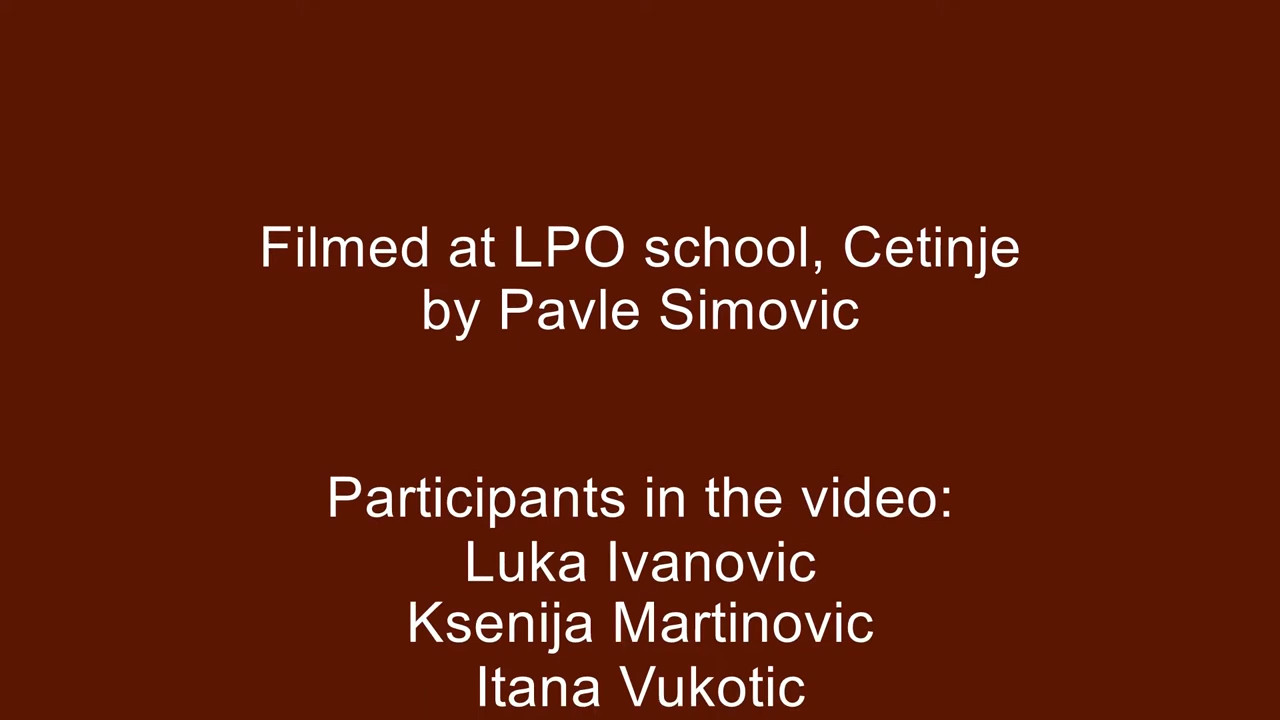 Filmed at LPO school, Cetinje
by Pavle Simovic
Participants in the video:
Luka Ivanovic
Ksenija Martinovic
Itana Vukotic